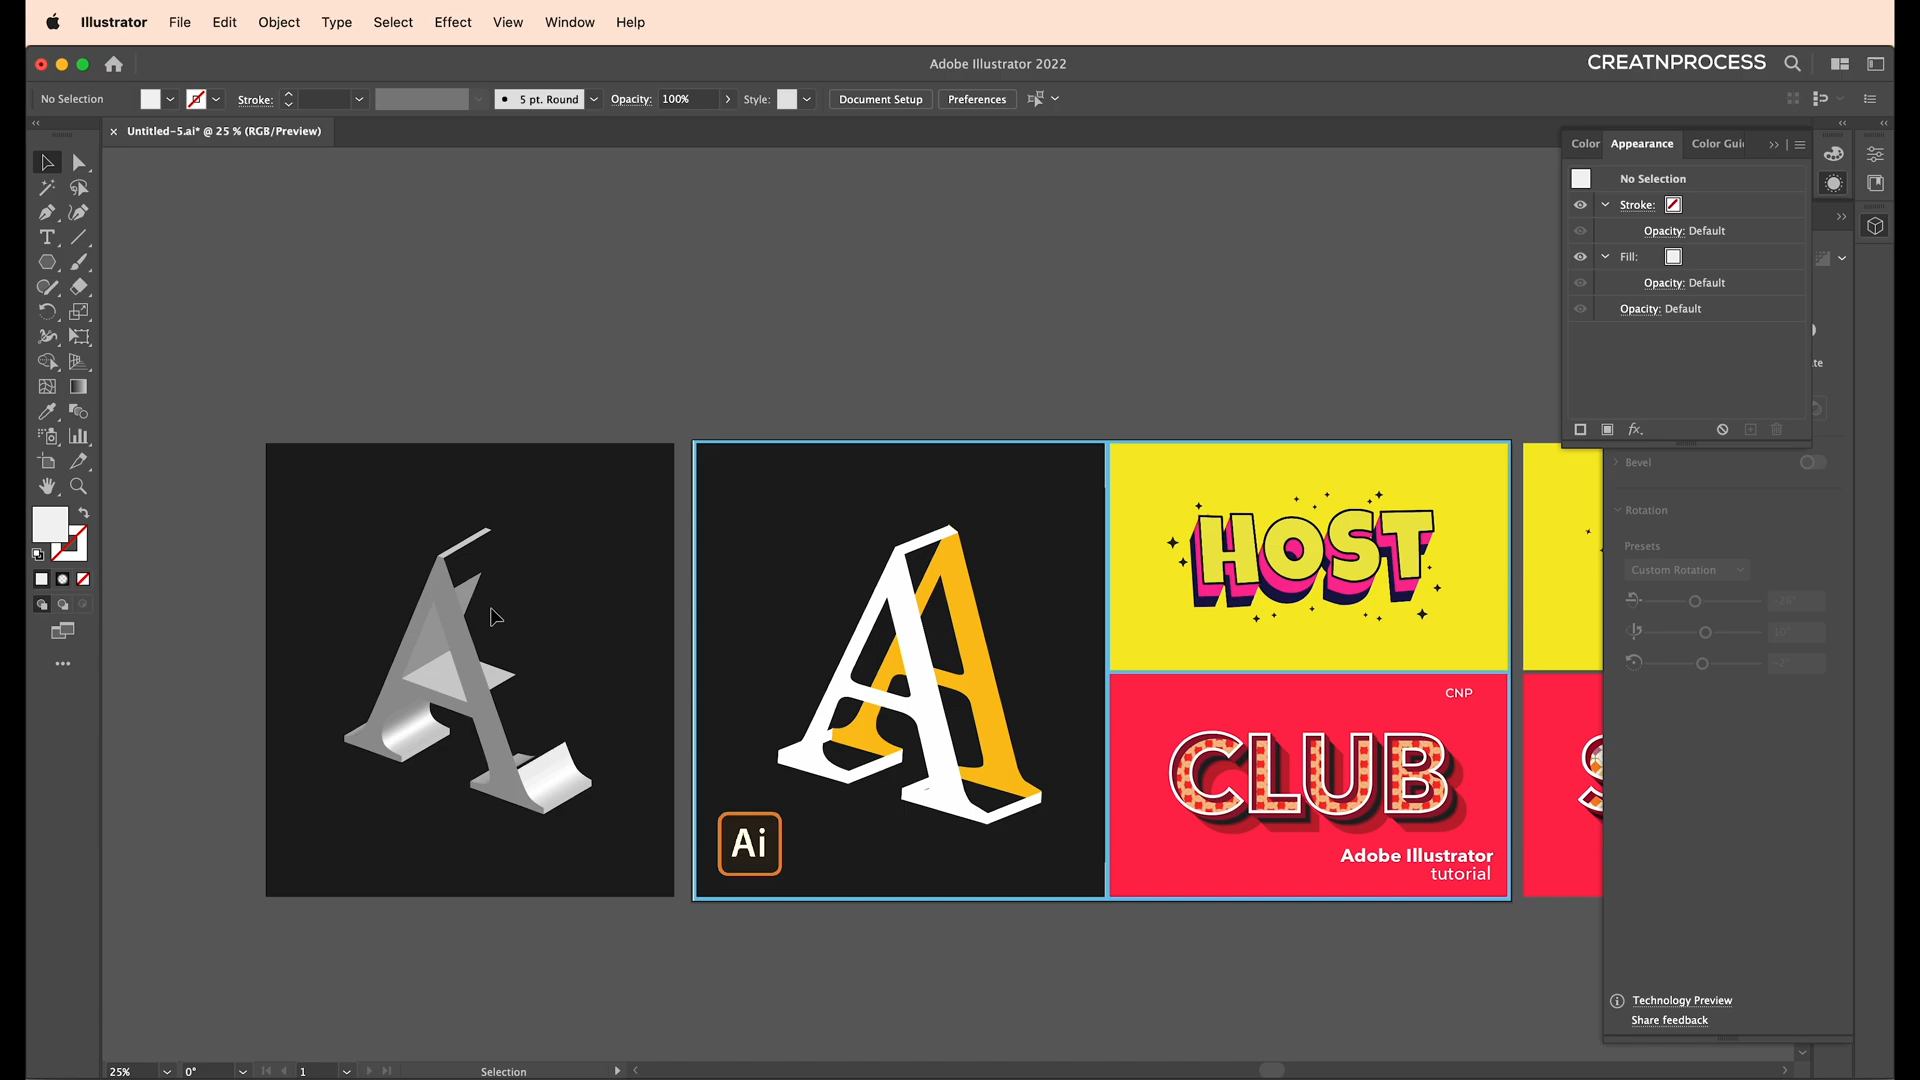 Illustrator File Edit Object Type Select Effect View Window Help
Adobe Illustrator 2022
CREATNPROCESS
No Selection Stroke: 5 pt. Round Opacity: 100% Style: Document Setup Preferences
Untitled-5.ai* @ 25 % (RGB/Preview)
Color Appearance Color Gui
No Selection
Stroke:
Opacity: Default
Fill:
Opacity: Default
Opacity: Default
fx
Bevel
Rotation
Presets
Custom Rotation
A
A
Ai
HOST
CNP
CLUB
Adobe Illustrator
tutorial
S
Technology Preview
Share feedback
25% 0° 1 Selection